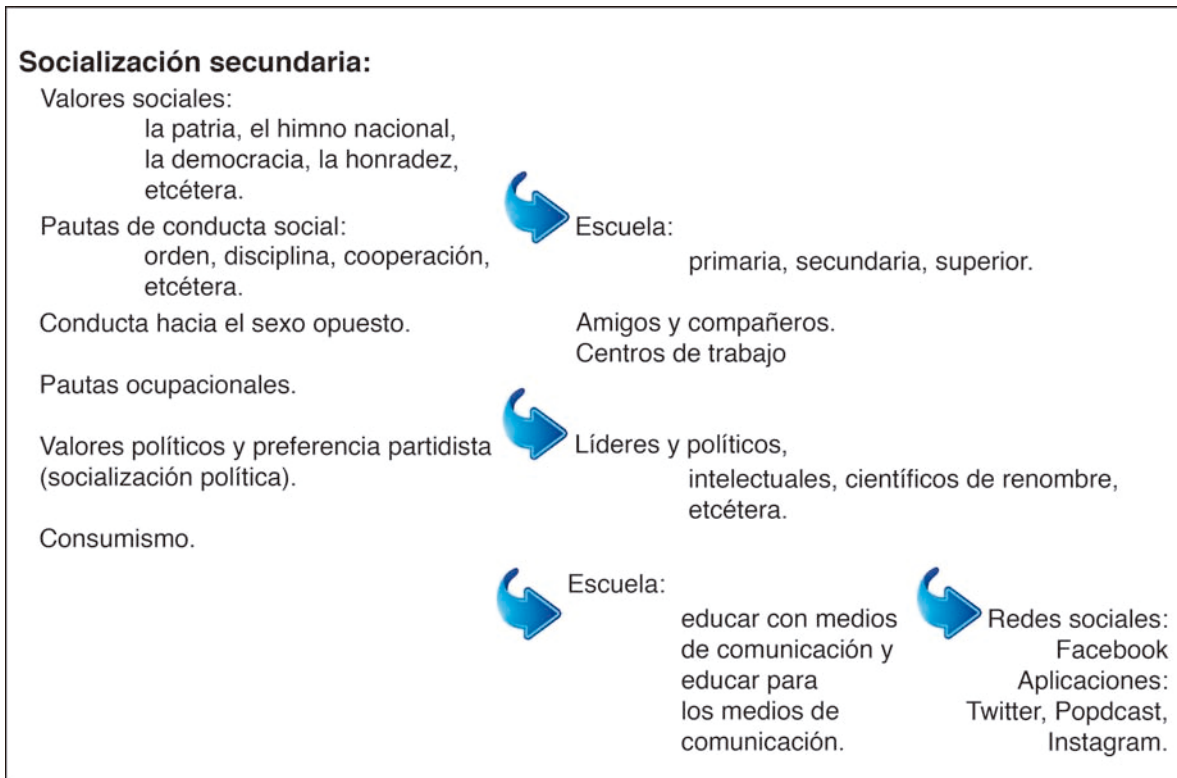 Socialización secundaria:
Valores sociales:
la patria, el himno nacional,
la democracia, la honradez,
etcétera.
Pautas de conducta social:
orden, disciplina, cooperación,
etcétera.
Conducta hacia el sexo opuesto.
Pautas ocupacionales.
Valores políticos y preferencia partidista
(socialización política).
Consumismo.
Escuela:
primaria, secundaria, superior.
Amigos y compañeros.
Centros de trabajo
Líderes y políticos,
intelectuales, científicos de renombre,
etcétera.
Escuela:
educar con medios
de comunicación y
educar para
los medios de
comunicación.
Redes sociales:
Facebook
Aplicaciones:
Twitter, Popdcast,
Instagram.